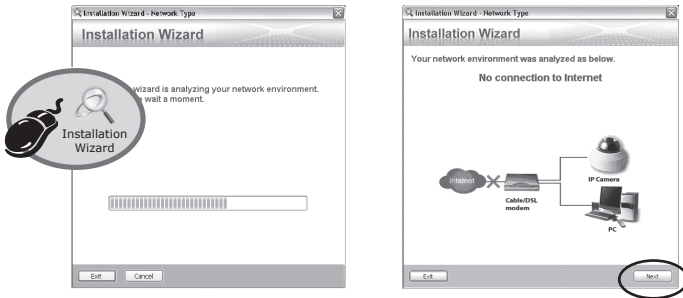 Installation Wizard - Network Type
Installation Wizard
wizard is analyzing your network environment.
wait a moment.
Installation
Wizard
Exit
Cancel
Installation Wizard - Network Type
Installation Wizard
Your network environment was analyzed as below.
No connection to Internet
Internet
IP Camera
Cable/DSL
modem
PC
Exit
Next